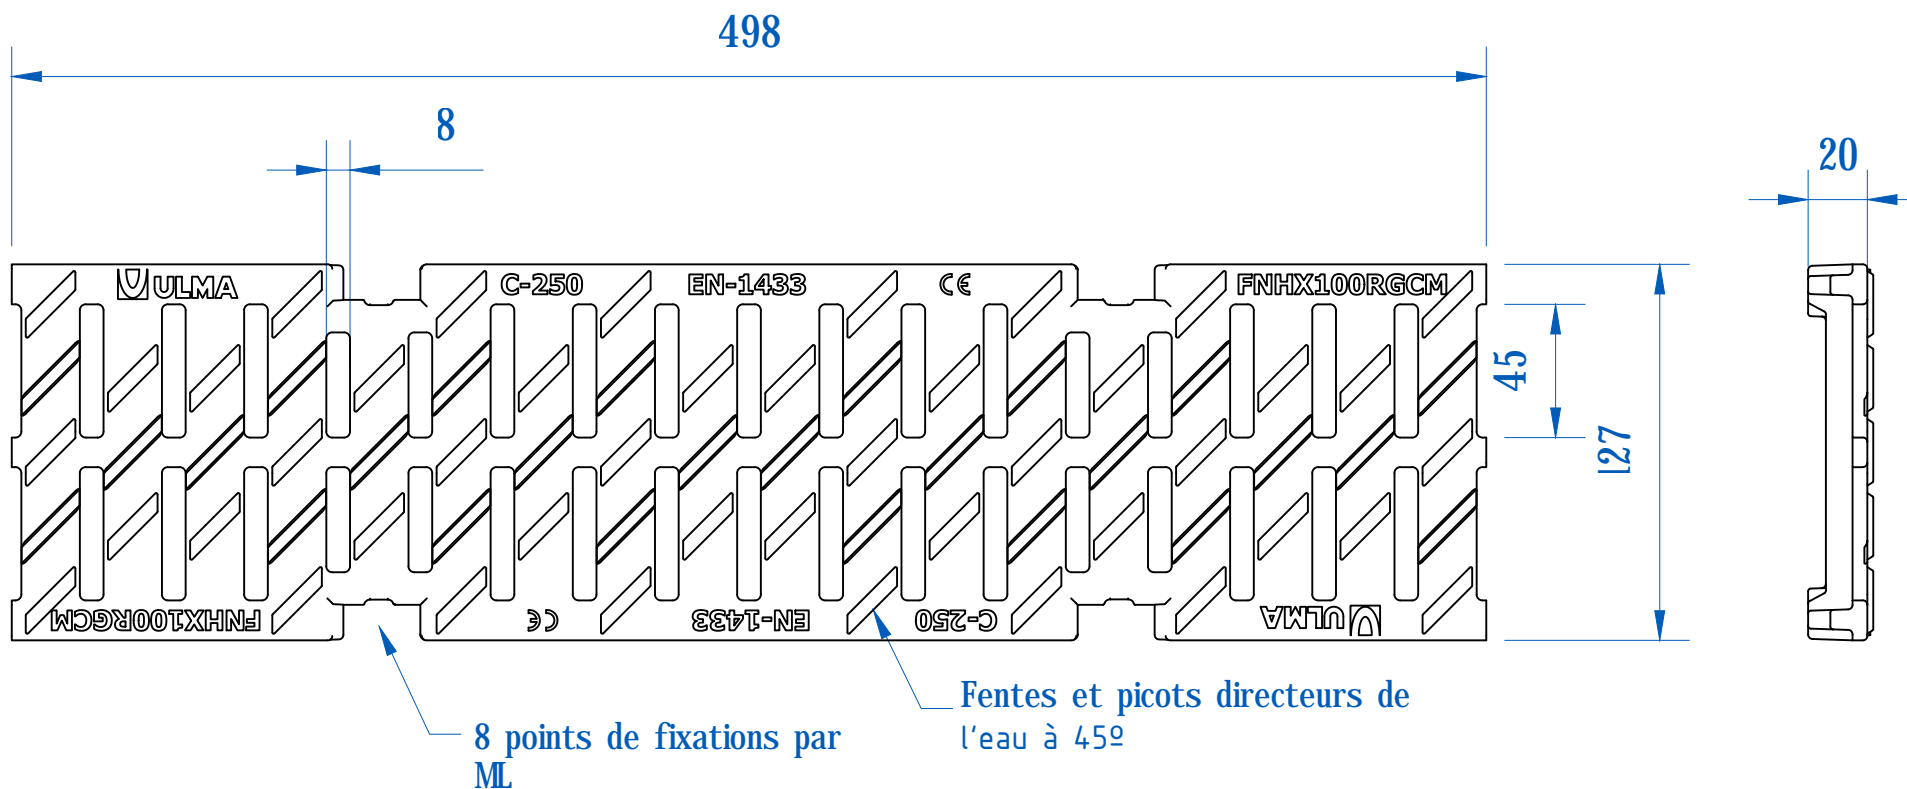 498
8
20
ULMA
C-250
EN-1433
CE
FNHX100RGCM
45
127
FNHX100RGCM
CE
EN-1433
C-250
ULMA
Fentes et picots directeurs de
l'eau à 45º
8 points de fixations par
ML